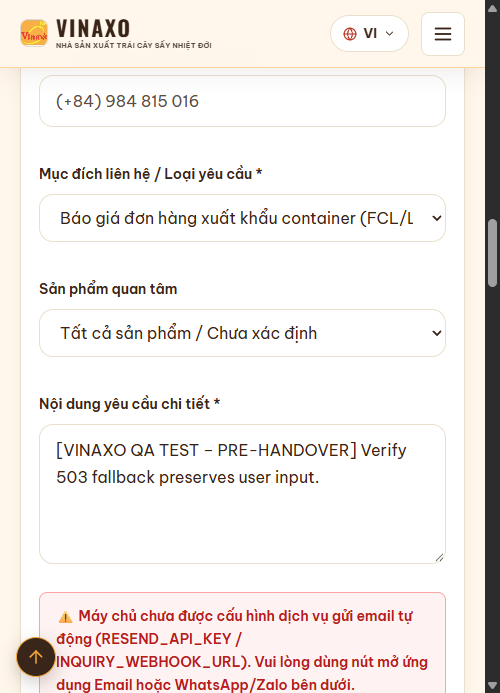 Vinaxo
VINAXO
NHÀ SẢN XUẤT TRÁI CÂY SẤY NHIỆT ĐỚI
VI
(+84) 984 815 016
Mục đích liên hệ / Loại yêu cầu *
Báo giá đơn hàng xuất khẩu container (FCL/L
Sản phẩm quan tâm
Tất cả sản phẩm / Chưa xác định
Nội dung yêu cầu chi tiết *
[VINAXO QA TEST – PRE-HANDOVER] Verify
503 fallback preserves user input.
⚠️ Máy chủ chưa được cấu hình dịch vụ gửi email tự
động (RESEND_API_KEY /
INQUIRY_WEBHOOK_URL). Vui lòng dùng nút mở ứng
dụng Email hoặc WhatsApp/Zalo bên dưới.